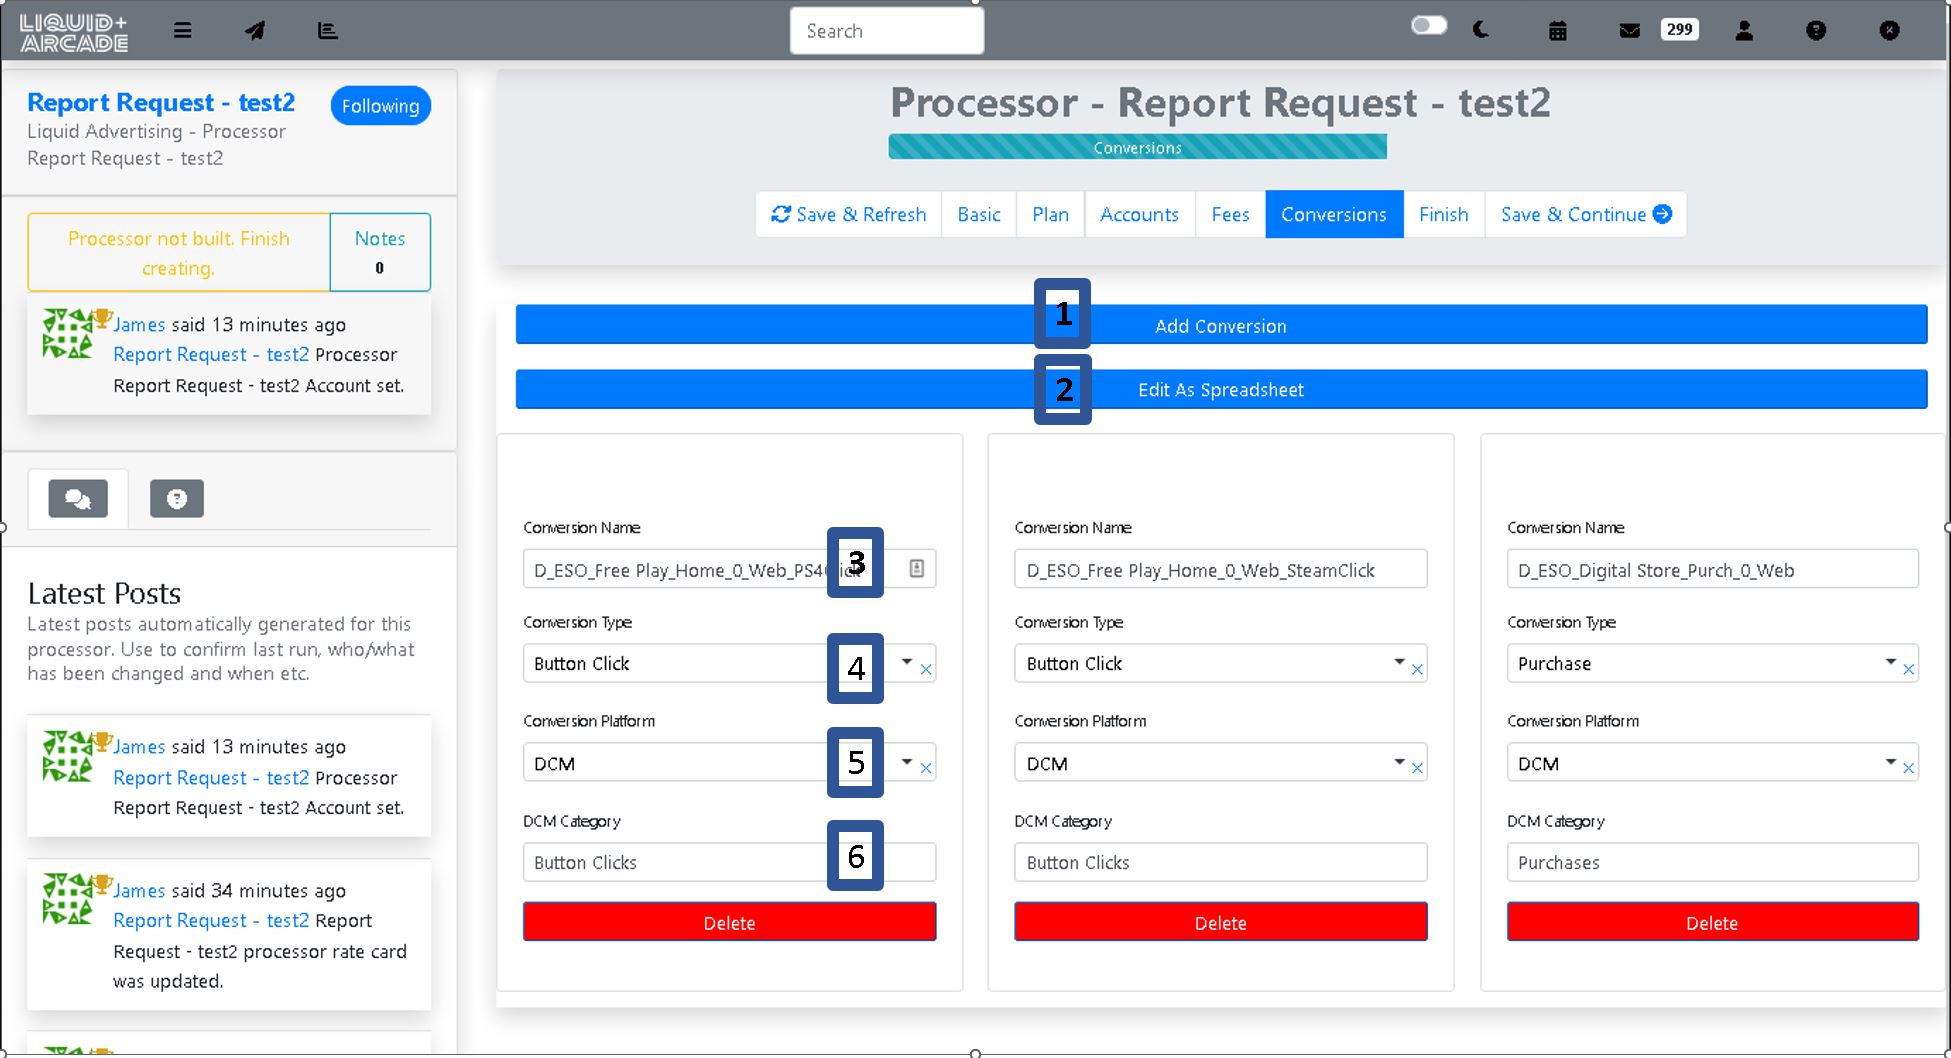 LIQUID+
ARCADE
Search
299
Report Request - test2
Following
Liquid Advertising - Processor
Report Request - test2
Processor not built. Finish
creating.
Notes
0
James said 13 minutes ago
Report Request - test2 Processor
Report Request - test2 Account set.
Latest Posts
Latest posts automatically generated for this
processor. Use to confirm last run, who/what
has been changed and when etc.
James said 13 minutes ago
Report Request - test2 Processor
Report Request - test2 Account set.
James said 34 minutes ago
Report Request - test2 Report
Request - test2 processor rate card
was updated.
Processor - Report Request - test2
Conversions
Save & Refresh Basic Plan Accounts Fees Conversions Finish Save & Continue
1
Add Conversion
2
Edit As Spreadsheet
Conversion Name
D_ESO_Free Play_Home_0_Web_PS4
3
Conversion Type
Button Click
4
Conversion Platform
DCM
5
DCM Category
Button Clicks
6
Delete
Conversion Name
D_ESO_Free Play_Home_0_Web_SteamClick
Conversion Type
Button Click
Conversion Platform
DCM
DCM Category
Button Clicks
Delete
Conversion Name
D_ESO_Digital Store_Purch_0_Web
Conversion Type
Purchase
Conversion Platform
DCM
DCM Category
Purchases
Delete